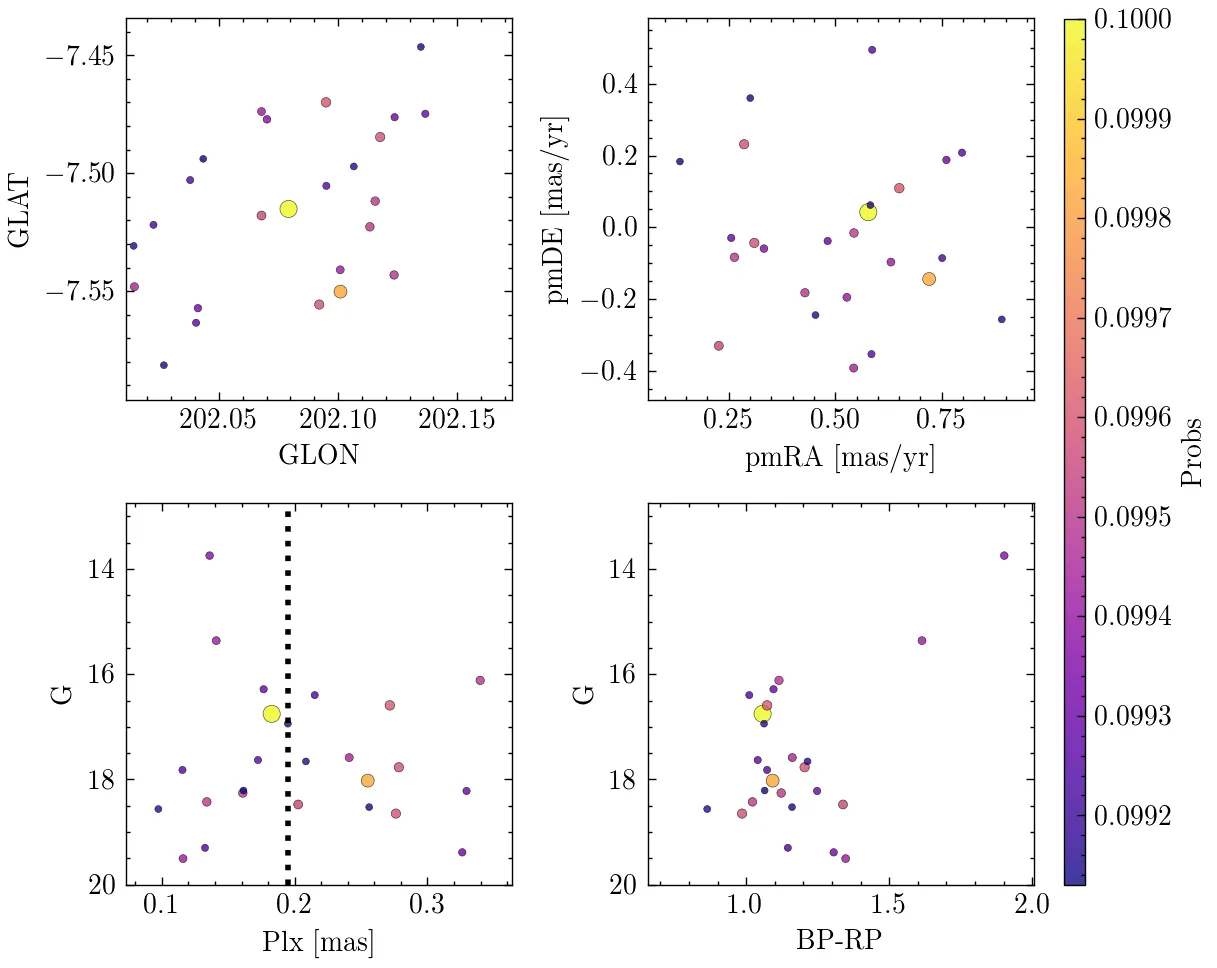 −7.45
−7.50
−7.55
GLAT
202.05 202.10 202.15
GLON
0.4
0.2
0.0
−0.2
−0.4
pmDE [mas/yr]
0.25 0.50 0.75
pmRA [mas/yr]
14
16
18
20
G
0.1 0.2 0.3
Plx [mas]
14
16
18
20
G
1.0 1.5 2.0
BP-RP
0.1000
0.0999
0.0998
0.0997
0.0996
0.0995
0.0994
0.0993
0.0992
Probs